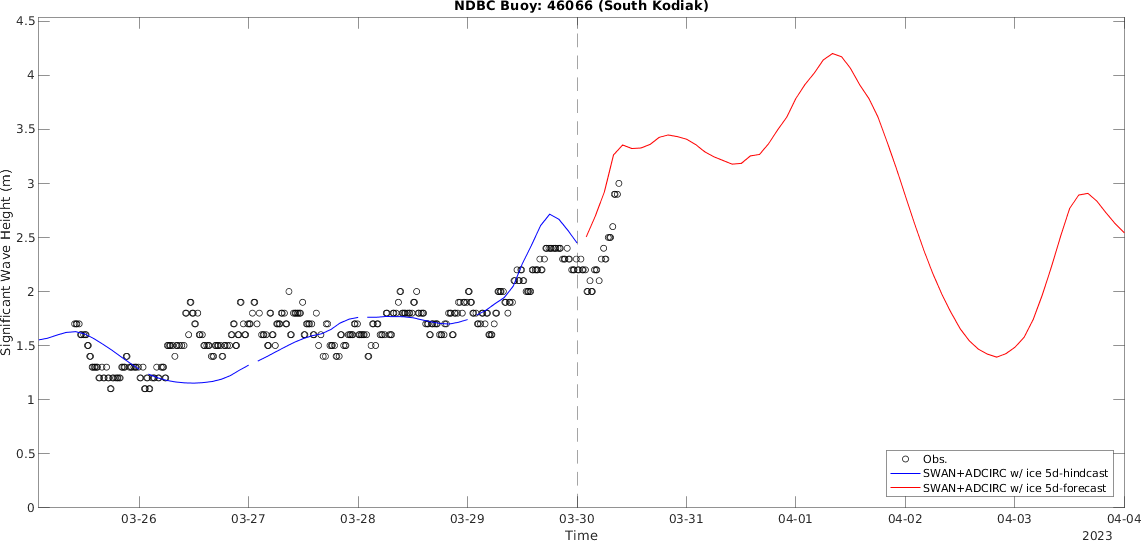 NDBC Buoy: 46066 (South Kodiak)
4.5
4
3.5
3
2.5
2
1.5
1
0.5
0
Significant Wave Height (m)
Obs.
SWAN+ADCIRC w/ ice 5d-hindcast
SWAN+ADCIRC w/ ice 5d-forecast
03-26 03-27 03-28 03-29 03-30 03-31 04-01 04-02 04-03 04-04
Time
2023